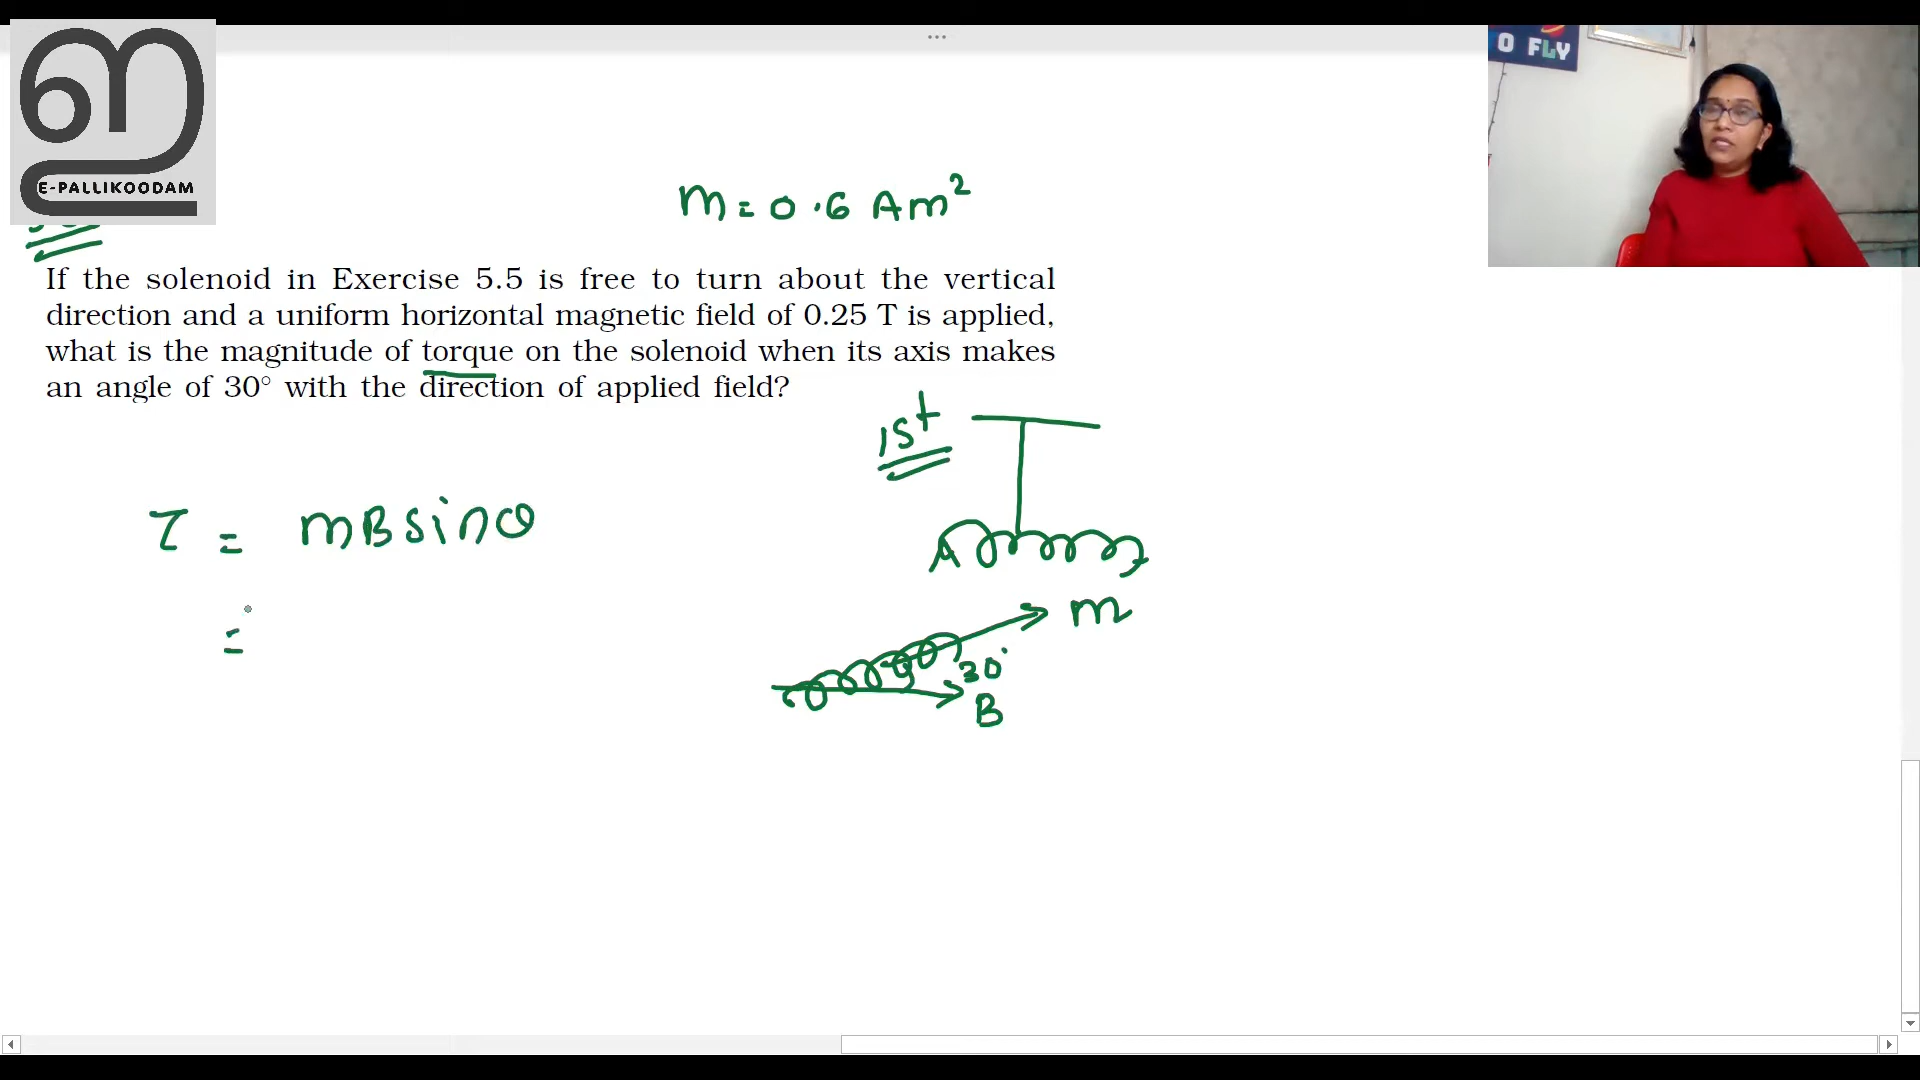 ഈ
E-PALLIKOODAM
O FLY
m = 0.6 Am²
If the solenoid in Exercise 5.5 is free to turn about the vertical
direction and a uniform horizontal magnetic field of 0.25 T is applied,
what is the magnitude of torque on the solenoid when its axis makes
an angle of 30° with the direction of applied field?
1st
τ = mB sinθ
=
m
30°
B